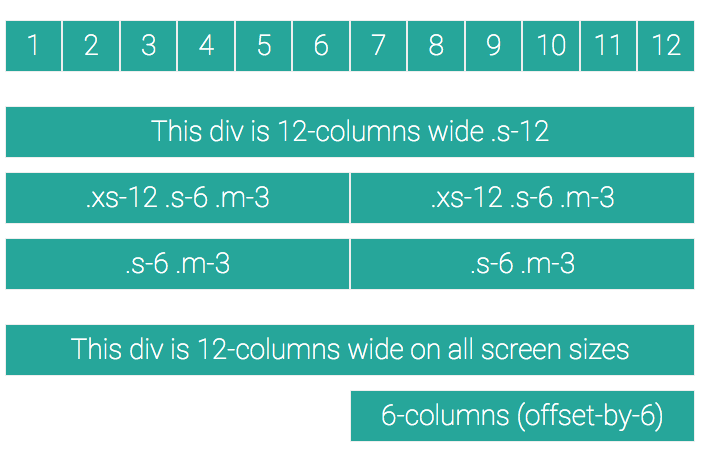 1 2 3 4 5 6 7 8 9 10 11 12
This div is 12-columns wide .s-12
.xs-12 .s-6 .m-3 .xs-12 .s-6 .m-3
.s-6 .m-3 .s-6 .m-3
This div is 12-columns wide on all screen sizes
6-columns (offset-by-6)